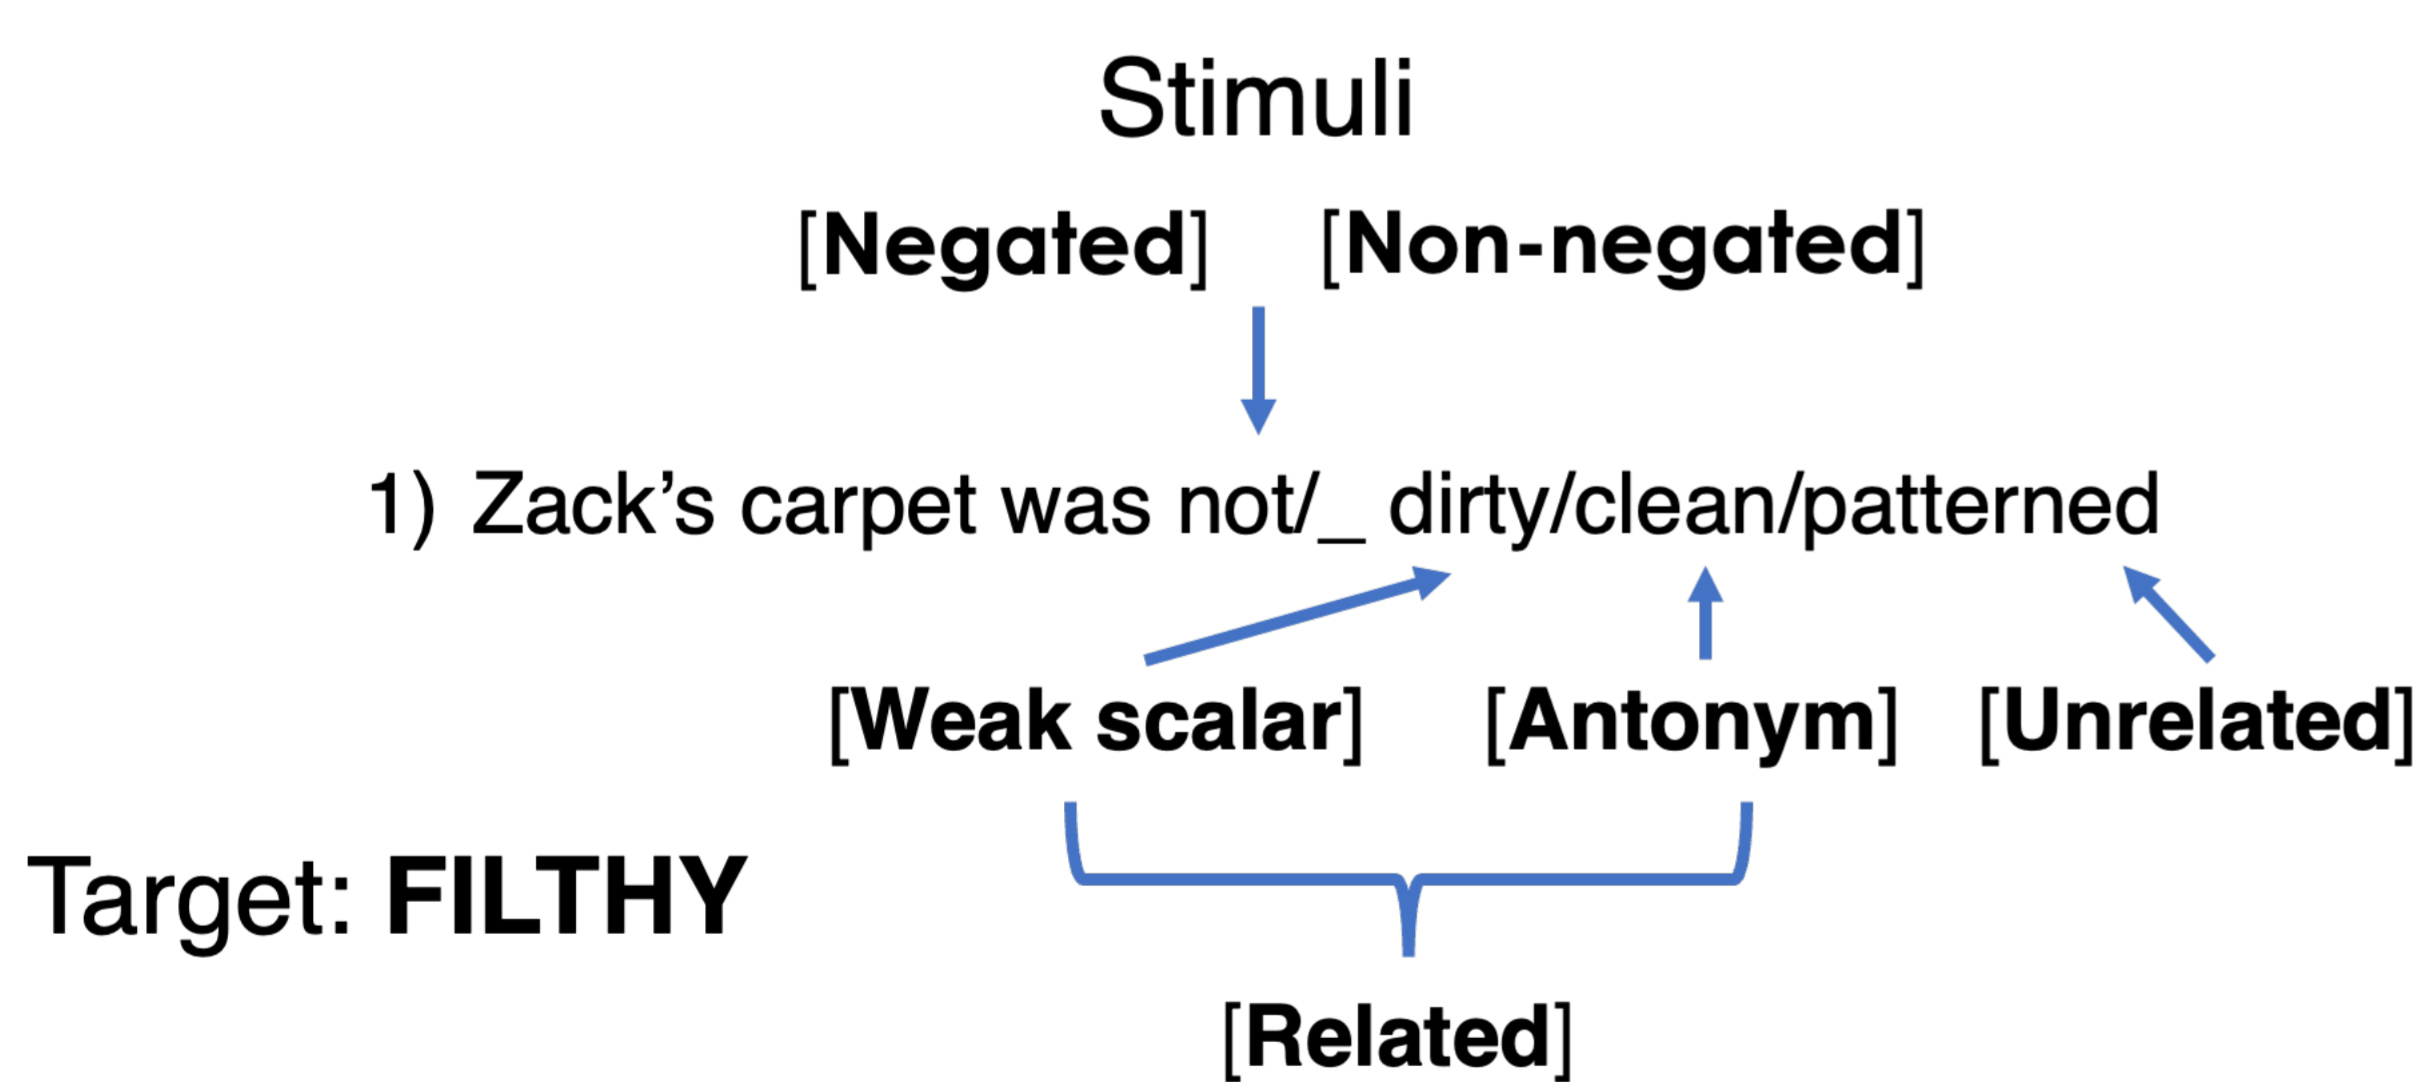 Stimuli
[Negated] [Non-negated]
1) Zack’s carpet was not/_ dirty/clean/patterned
[Weak scalar] [Antonym] [Unrelated]
Target: FILTHY
[Related]